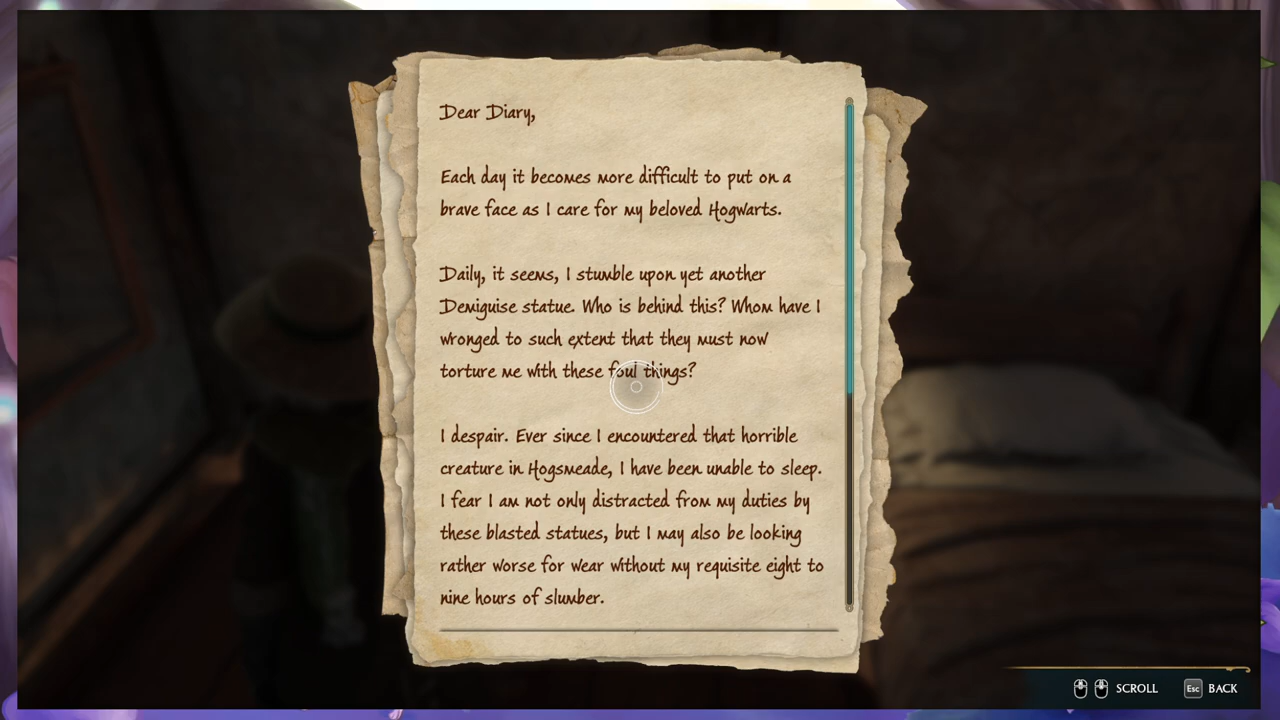 Dear Diary,
Each day it becomes more difficult to put on a
brave face as I care for my beloved Hogwarts.
Daily, it seems, I stumble upon yet another
Demiguise statue. Who is behind this? Whom have I
wronged to such extent that they must now
torture me with these foul things?
I despair. Ever since I encountered that horrible
creature in Hogsmeade, I have been unable to sleep.
I fear I am not only distracted from my duties by
these blasted statues, but I may also be looking
rather worse for wear without my requisite eight to
nine hours of slumber.
SCROLL Esc BACK